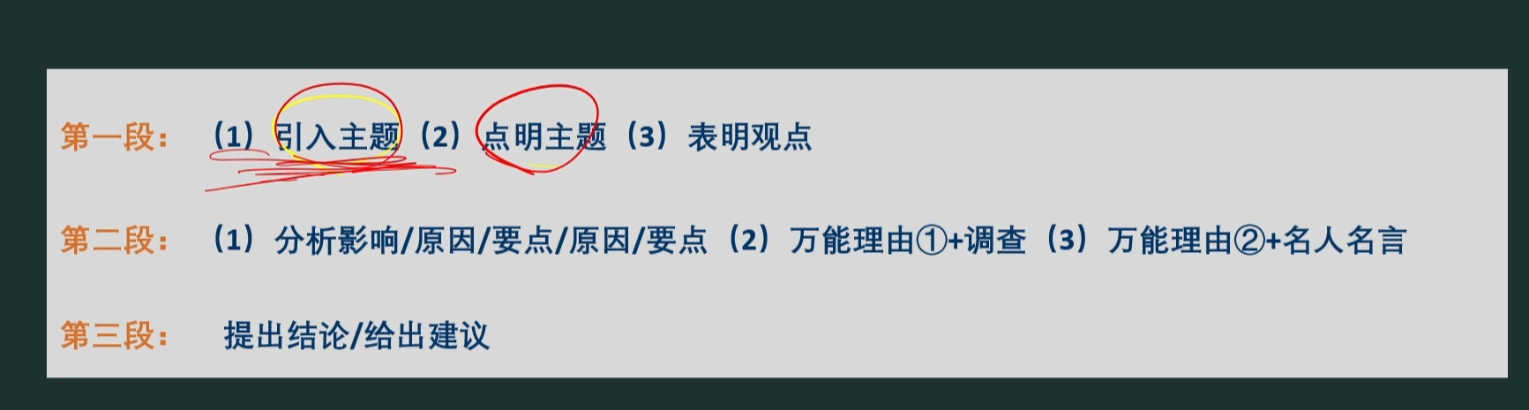 第一段： （1）引入主题（2）点明主题（3）表明观点
第二段： （1）分析影响/原因/要点/原因/要点（2）万能理由①+调查（3）万能理由②+名人名言
第三段： 提出结论/给出建议